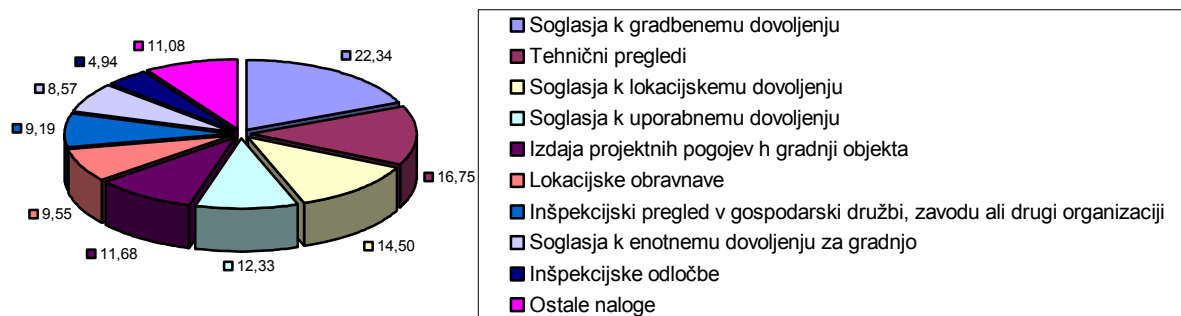 11,08
4,94
8,57
9,19
9,55
11,68
12,33
14,50
16,75
22,34
Soglasja k gradbenemu dovoljenju
Tehnični pregledi
Soglasja k lokacijskemu dovoljenju
Soglasja k uporabnemu dovoljenju
Izdaja projektnih pogojev h gradnji objekta
Lokacijske obravnave
Inšpekcijski pregled v gospodarski družbi, zavodu ali drugi organizaciji
Soglasja k enotnemu dovoljenju za gradnjo
Inšpekcijske odločbe
Ostale naloge